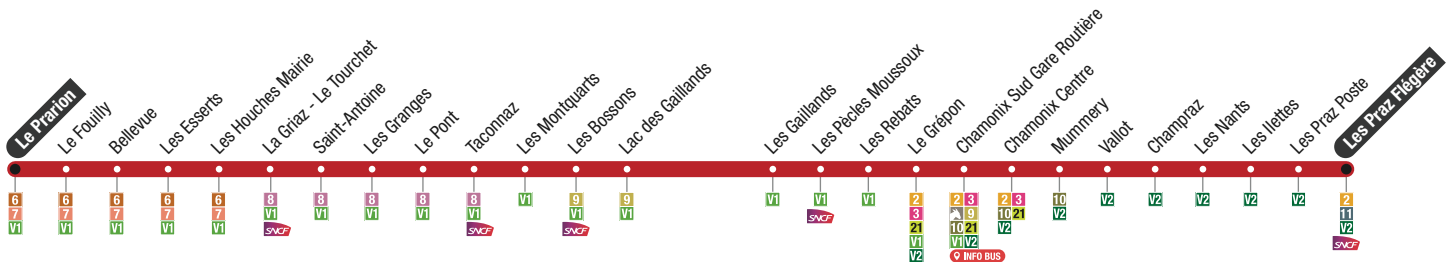 Le Prarion
Le Fouilly
Bellevue
Les Esserts
Les Houches Mairie
La Griaz - Le Tourchet
Saint-Antoine
Les Granges
Le Pont
Taconnaz
Les Montquarts
Les Bossons
Lac des Gaillands
Les Gaillands
Les Pècles Moussoux
Les Rebats
Le Grépon
Chamonix Sud Gare Routière
Chamonix Centre
Mummery
Vallot
Champraz
Les Nants
Les Ilettes
Les Praz Poste
Les Praz Flégère
6
7
V1
6
7
V1
6
7
V1
6
7
V1
6
7
V1
8
V1
SNCF
8
V1
8
V1
8
V1
8
V1
SNCF
V1
9
V1
SNCF
9
V1
V1
V1
SNCF
V1
2
3
21
V1
V2
2 3
9
10 21
V1 V2
INFO BUS
2 3
10 21
V2
10
V2
V2
V2
V2
V2
V2
2
11
V2
SNCF